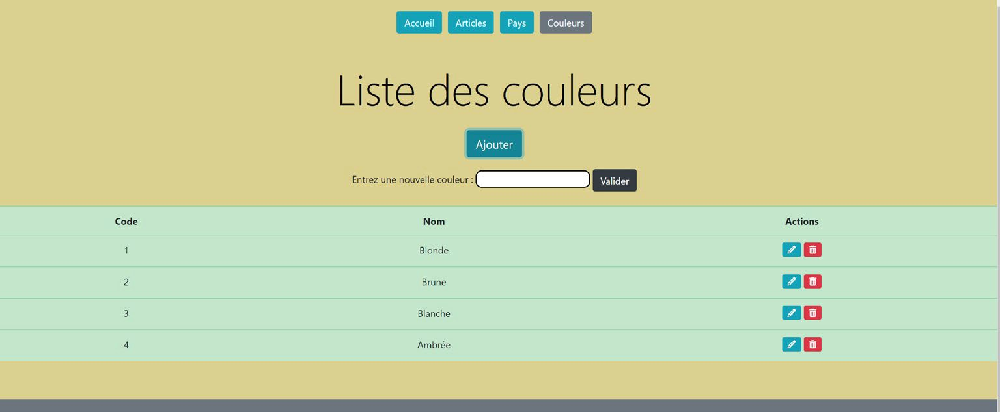 Accueil Articles Pays Couleurs
Liste des couleurs
Ajouter
Entrez une nouvelle couleur : Valider
Code Nom Actions
1 Blonde
2 Brune
3 Blanche
4 Ambrée